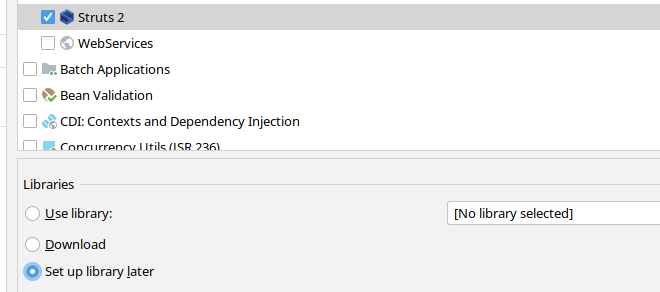 Struts 2
WebServices
Batch Applications
Bean Validation
CDI: Contexts and Dependency Injection
Concurrency Utils (JSR 236)
Libraries
Use library:
[No library selected]
Download
Set up library later